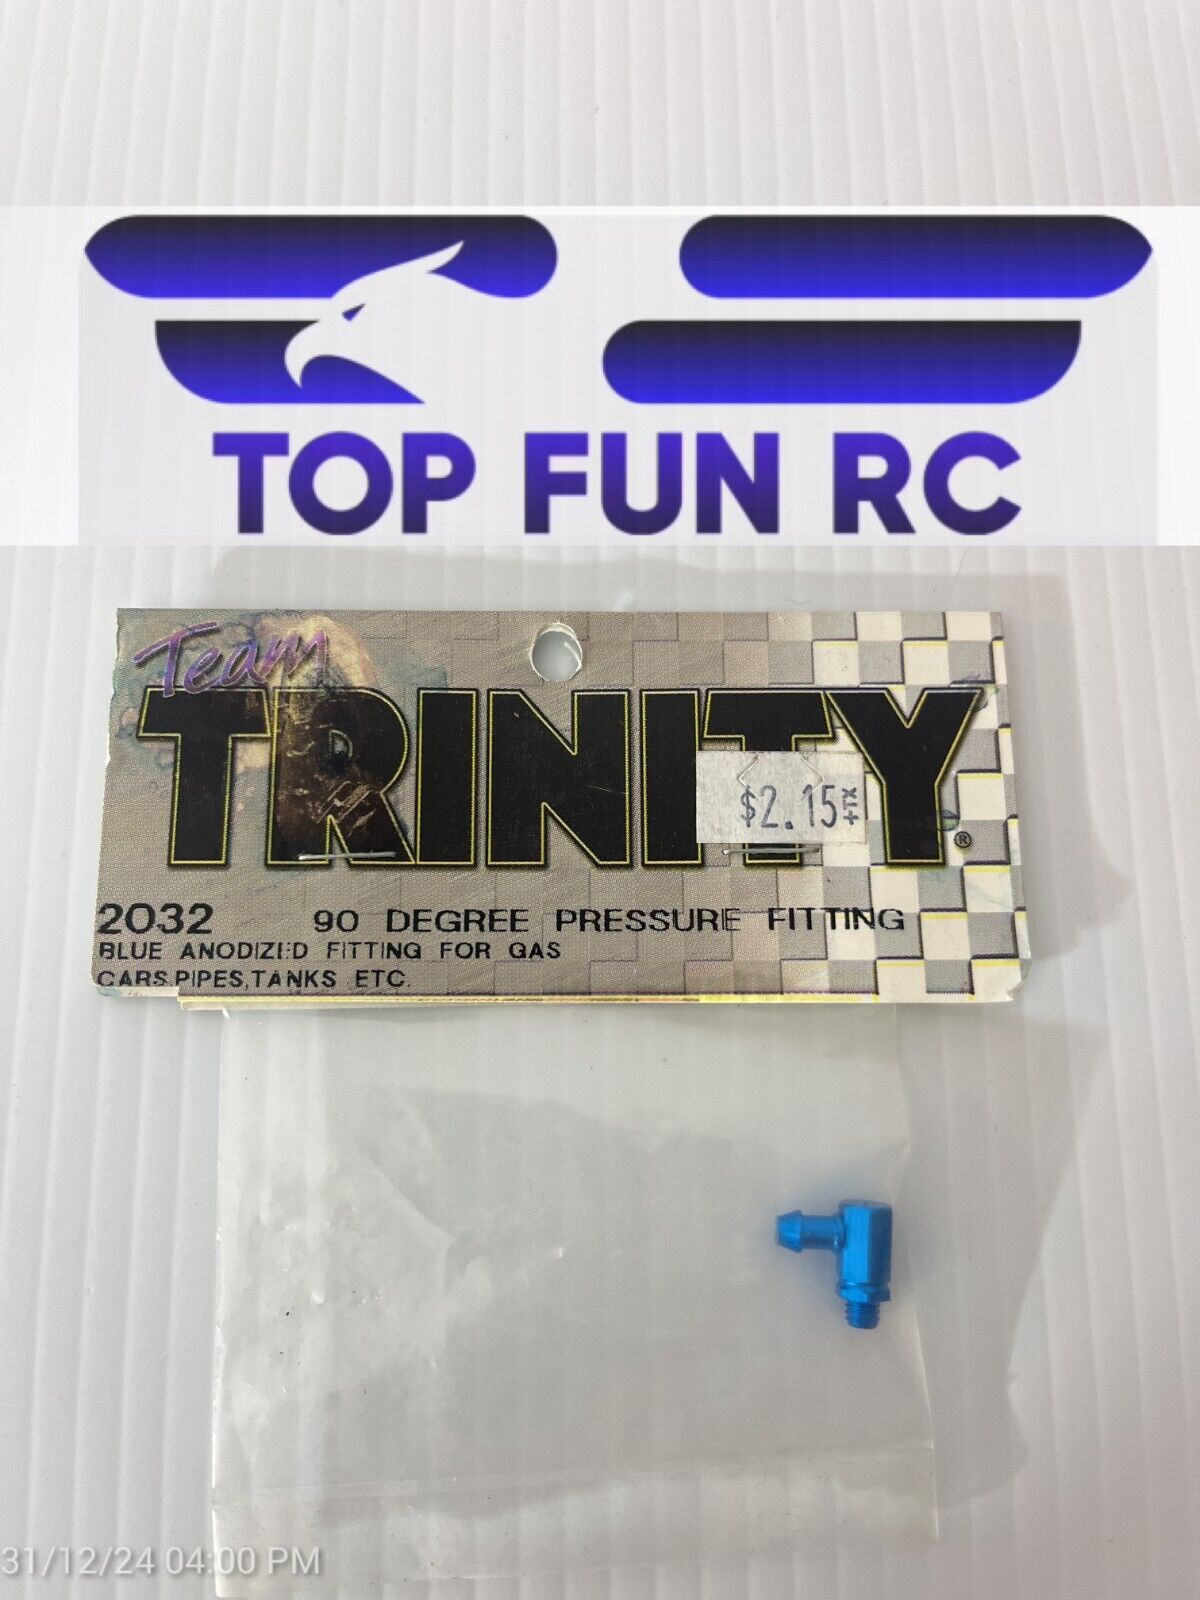 TOP FUN RC
Team
TRINITY®
$2.15+TX
2032 90 DEGREE PRESSURE FITTING
BLUE ANODIZED FITTING FOR GAS
CARS,PIPES,TANKS ETC.
31/12/24 04:00 PM